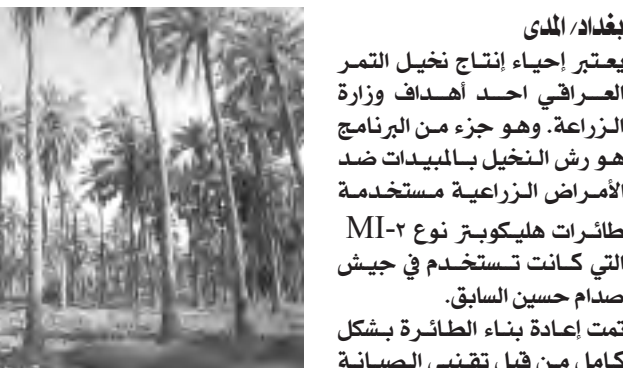 بغداد/ المدى
يعتبر إحياء إنتاج نخيل التمر
العراقي احد أهداف وزارة
الزراعة. وهو جزء من البرنامج
هو رش النخيل بالمبيدات ضد
الأمراض الزراعية مستخدمة
طائرات هليكوبتر نوع MI-٢
التي كانت تستخدم في جيش
صدام حسين السابق.
تمت إعادة بناء الطائرة بشكل
كامل من قبل تقنيي الصيانة